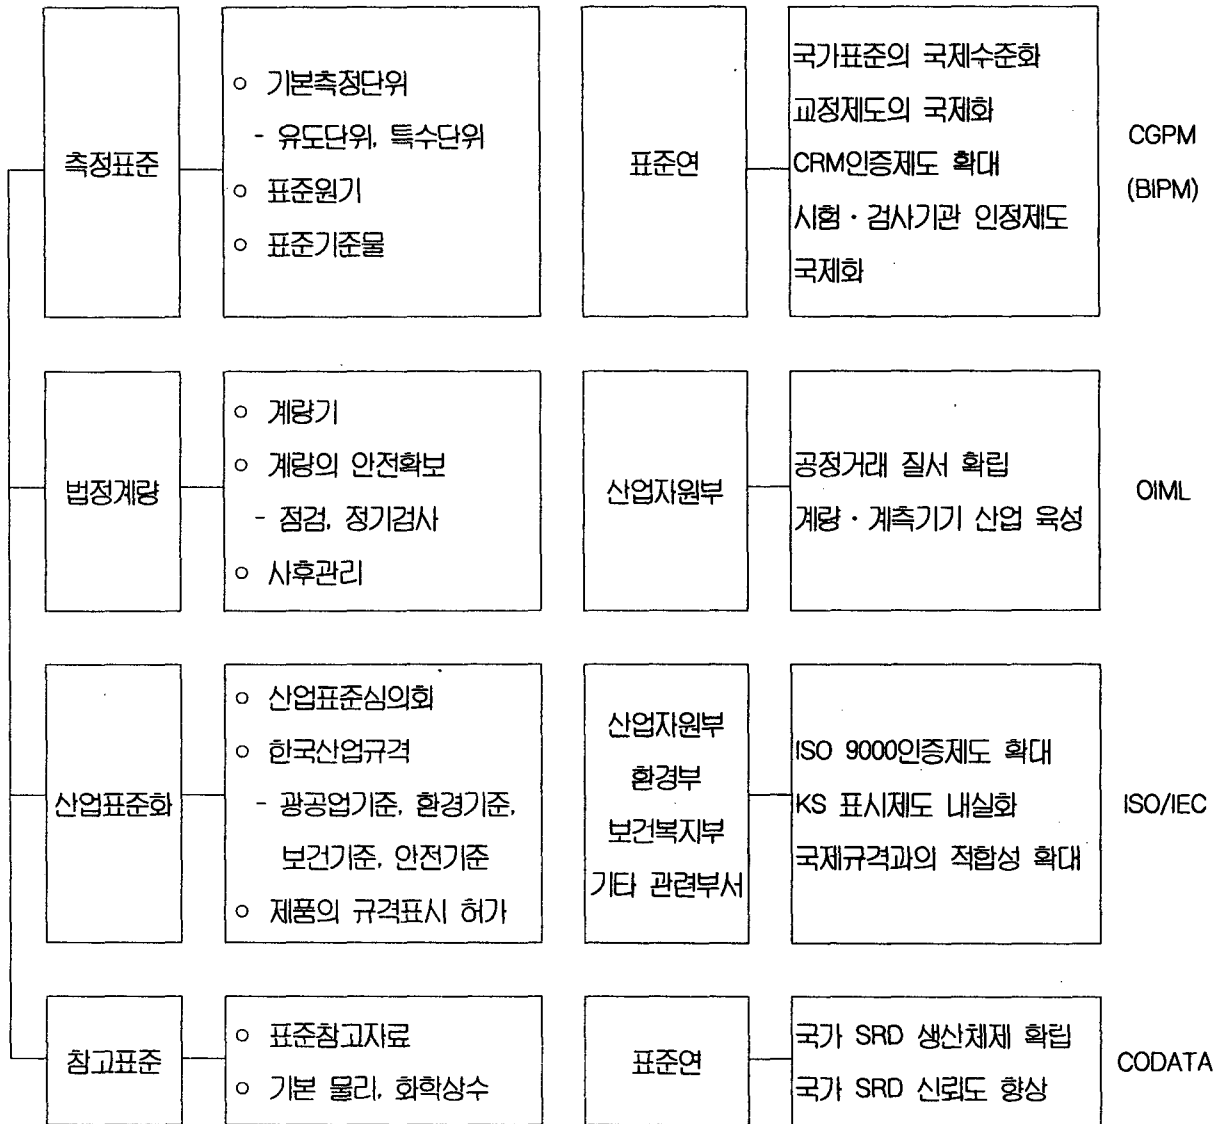 측정표준
○ 기본측정단위
- 유도단위, 특수단위
○ 표준원기
○ 표준기준물
표준연
국가표준의 국제수준화
교정제도의 국제화
CRM인증제도 확대
시험·검사기관 인정제도
국제화
CGPM
(BIPM)
법정계량
○ 계량기
○ 계량의 안전확보
- 점검, 정기검사
○ 사후관리
산업자원부
공정거래 질서 확립
계량·계측기기 산업 육성
OIML
산업표준화
○ 산업표준심의회
○ 한국산업규격
- 광공업기준, 환경기준,
보건기준, 안전기준
○ 제품의 규격표시 허가
산업자원부
환경부
보건복지부
기타 관련부서
ISO 9000인증제도 확대
KS 표시제도 내실화
국제규격과의 적합성 확대
ISO/IEC
참고표준
○ 표준참고자료
○ 기본 물리, 화학상수
표준연
국가 SRD 생산체제 확립
국가 SRD 신뢰도 향상
CODATA